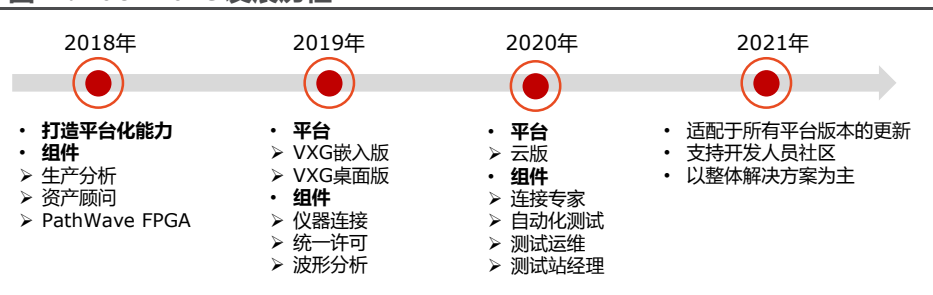 2018年
2019年
2020年
2021年
• 打造平台化能力
• 组件
➢ 生产分析
➢ 资产顾问
➢ PathWave FPGA
• 平台
➢ VXG嵌入版
➢ VXG桌面版
• 组件
➢ 仪器连接
➢ 统一许可
➢ 波形分析
• 平台
➢ 云版
• 组件
➢ 连接专家
➢ 自动化测试
➢ 测试运维
➢ 测试站经理
• 适配于所有平台版本的更新
• 支持开发人员社区
• 以整体解决方案为主